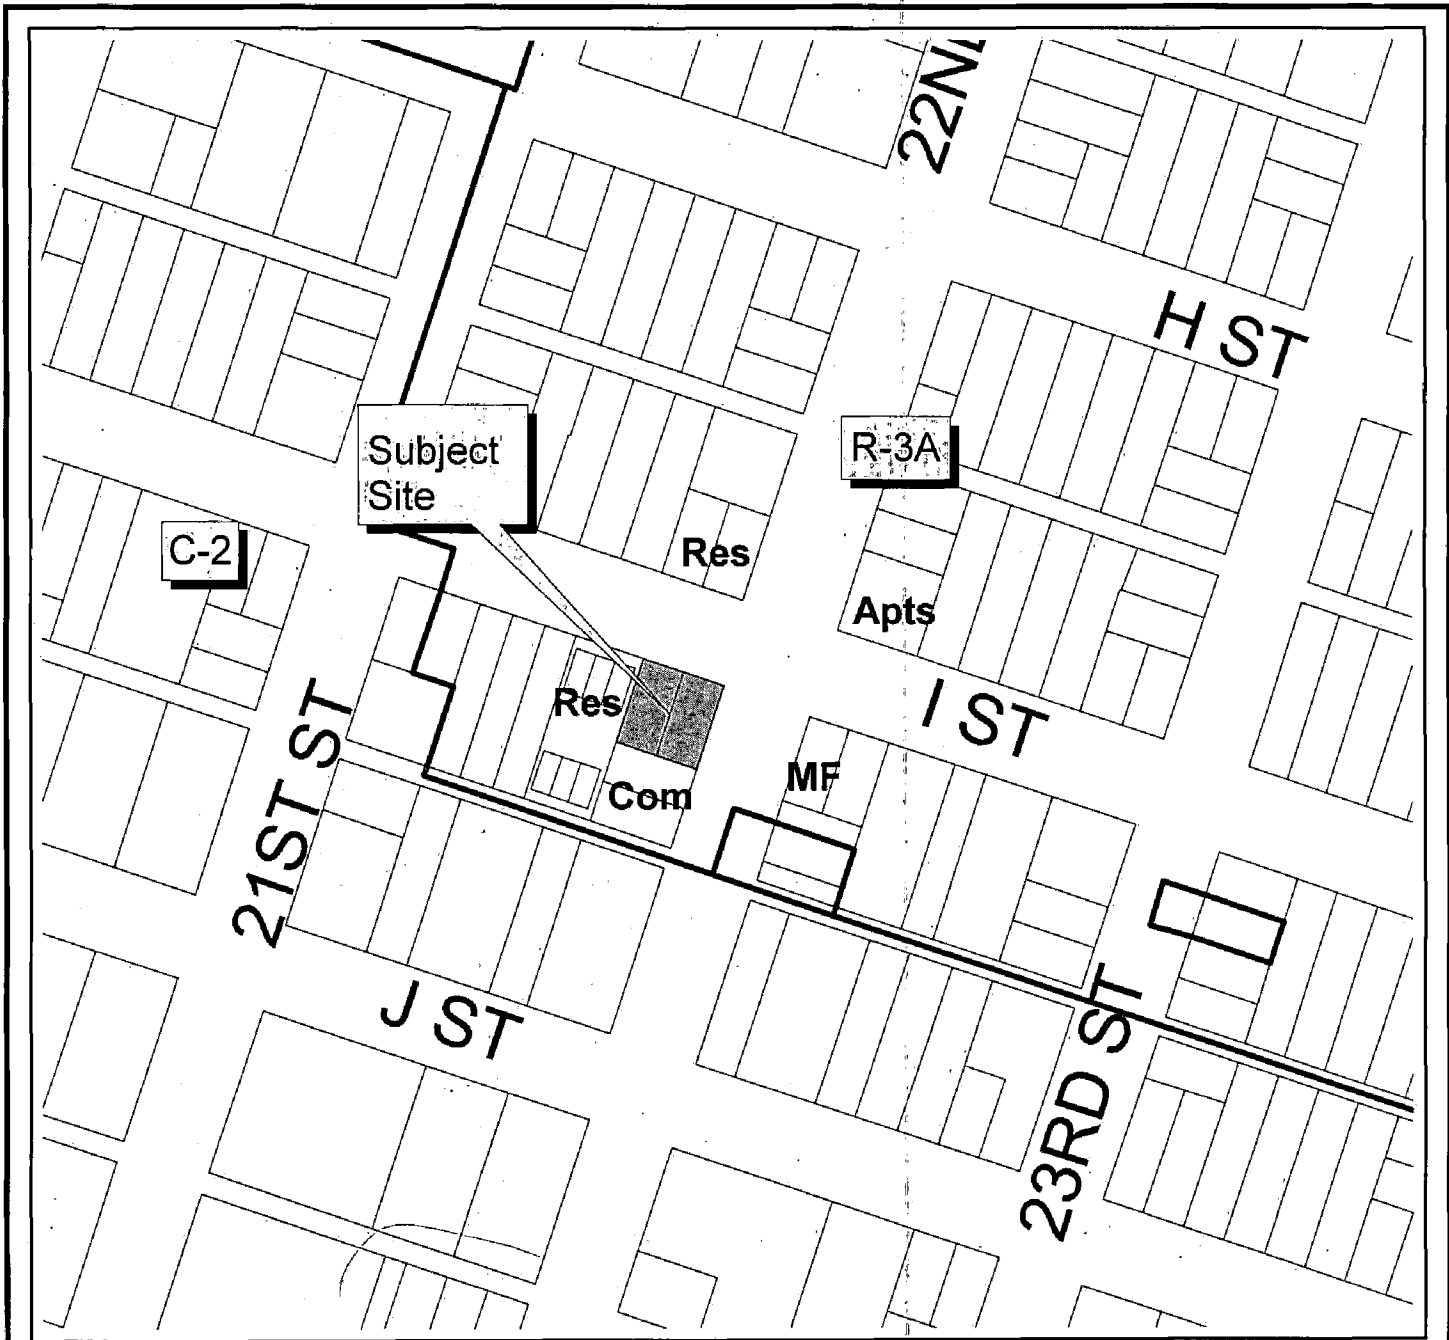 22ND
H ST
Subject
Site
R-3A
C-2
Res
Apts
Res
I ST
MF
Com
21ST ST
J ST
23RD ST